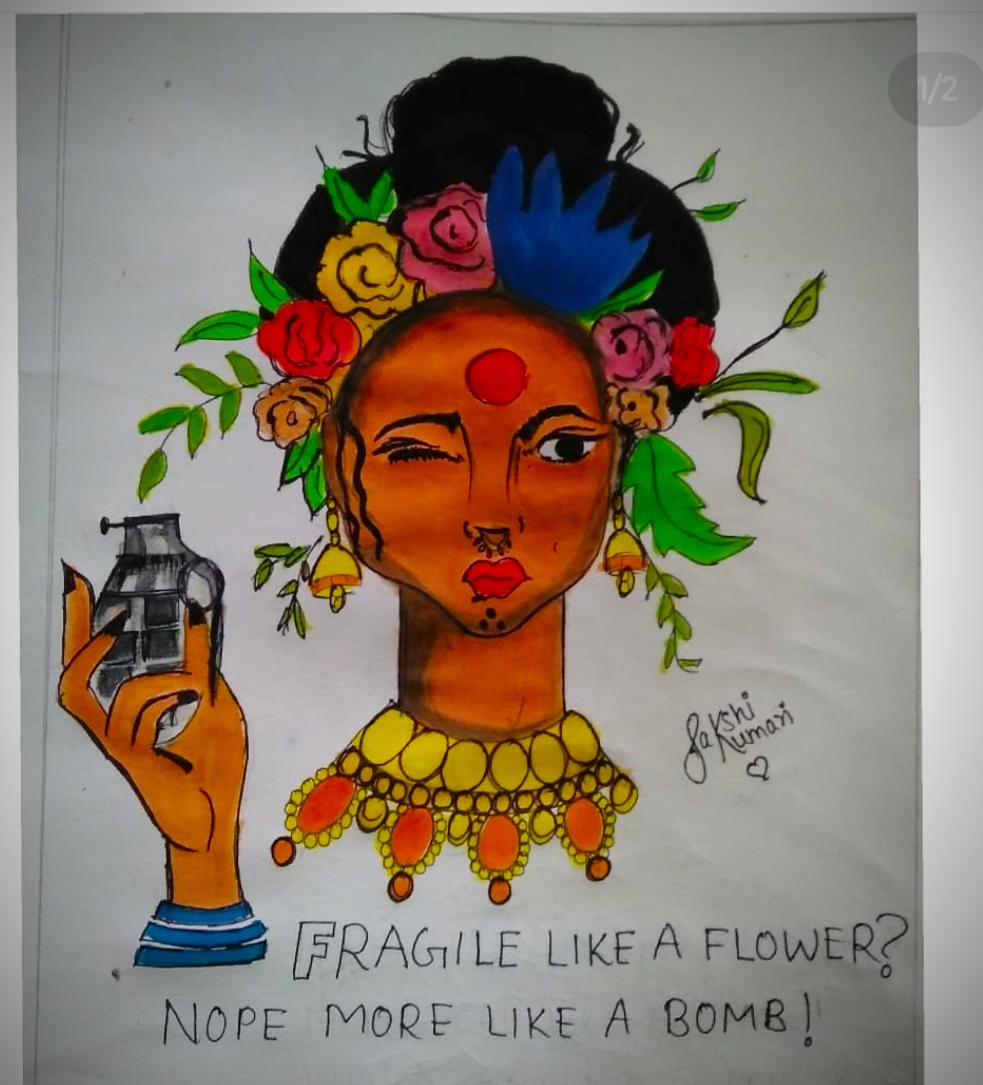 1/2
Sakshi
Kumari
FRAGILE LIKE A FLOWER?
NOPE MORE LIKE A BOMB!